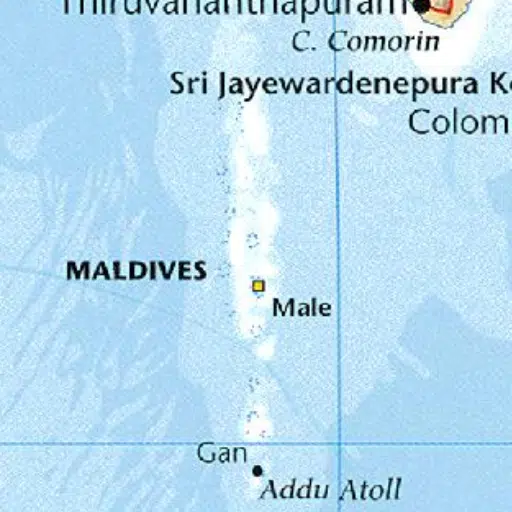 Thiruvananthapuram
C. Comorin
Sri Jayewardenepura K
Colom
MALDIVES
Male
Gan
Addu Atoll